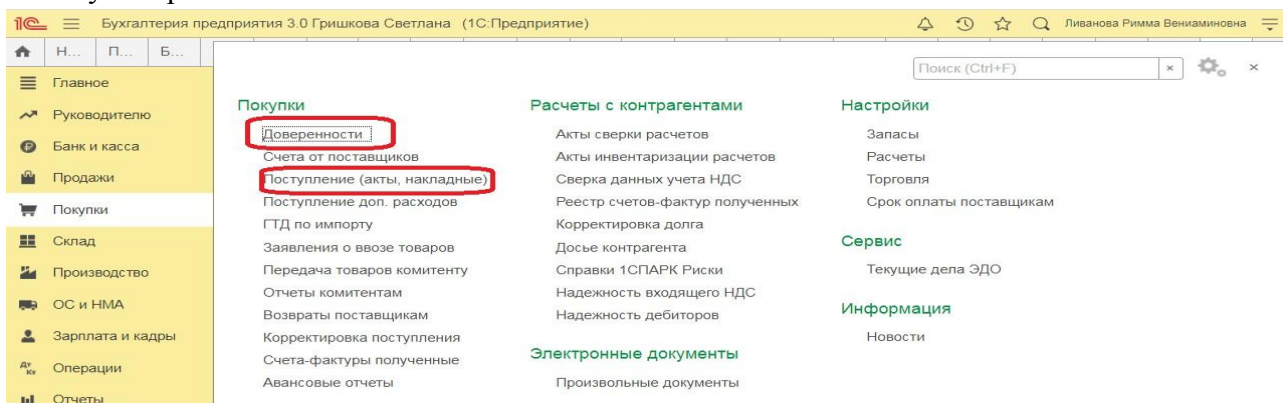 1С Бухгалтерия предприятия 3.0 Гришкова Светлана (1С:Предприятие) Ливанова Римма Вениаминовна
Н... П... Б...
Поиск (Ctrl+F) × ×
Главное
Руководителю
Банк и касса
Продажи
Покупки
Склад
Производство
ОС и НМА
Зарплата и кадры
Дт Кт Операции
Отчеты
Покупки
Доверенности
Счета от поставщиков
Поступление (акты, накладные)
Поступление доп. расходов
ГТД по импорту
Заявления о ввозе товаров
Передача товаров комитенту
Отчеты комитентам
Возвраты поставщикам
Корректировка поступления
Счета-фактуры полученные
Авансовые отчеты
Расчеты с контрагентами
Акты сверки расчетов
Акты инвентаризации расчетов
Сверка данных учета НДС
Реестр счетов-фактур полученных
Корректировка долга
Досье контрагента
Справки 1СПАРК Риски
Надежность входящего НДС
Надежность дебиторов
Электронные документы
Произвольные документы
Настройки
Запасы
Расчеты
Торговля
Срок оплаты поставщикам
Сервис
Текущие дела ЭДО
Информация
Новости